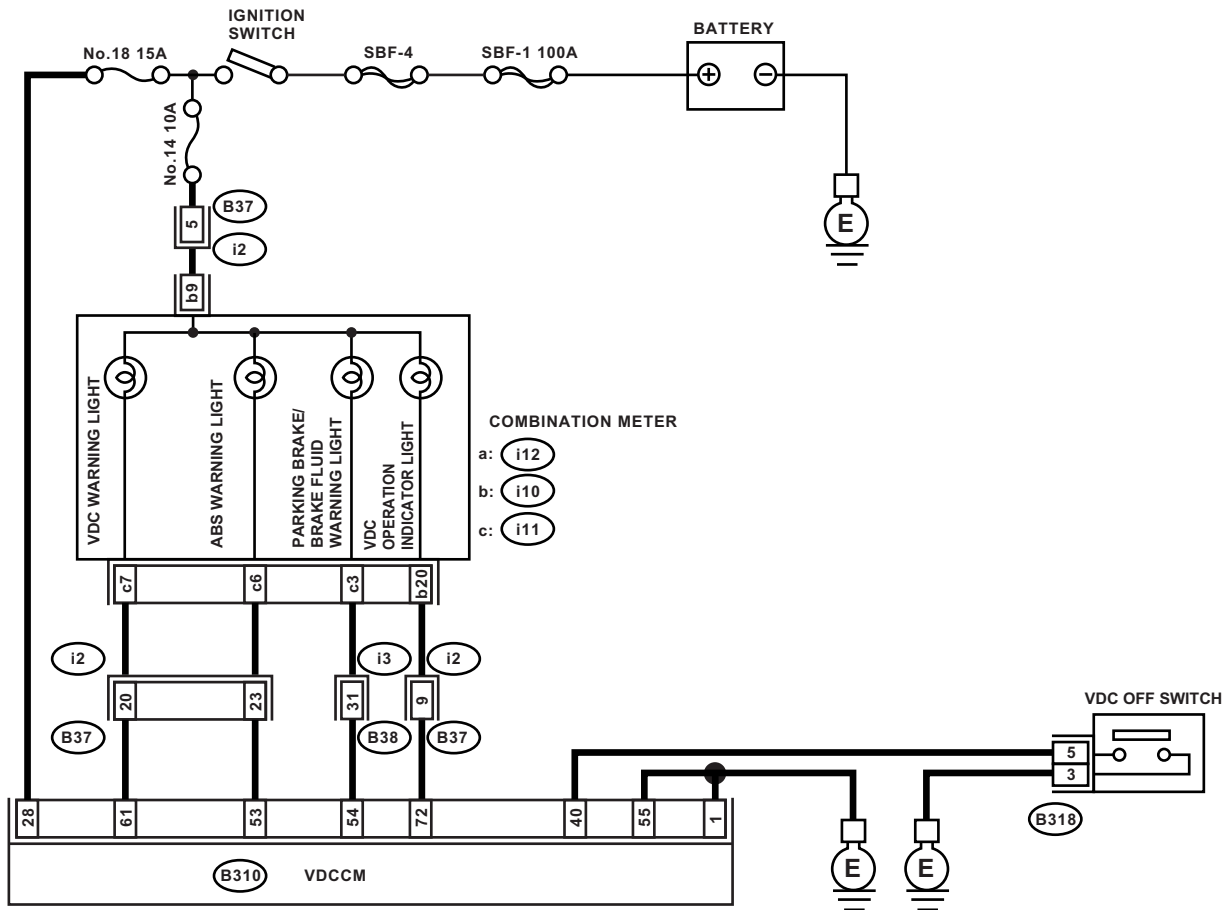 IGNITION
SWITCH
BATTERY
No.18 15A
SBF-4
SBF-1 100A
No.14 10A
E
5
B37
i2
b9
VDC WARNING LIGHT
ABS WARNING LIGHT
PARKING BRAKE/
BRAKE FLUID
WARNING LIGHT
VDC
OPERATION
INDICATOR LIGHT
COMBINATION METER
a: i12
b: i10
c: i11
c7
c6
c3
b20
i2
i3
i2
20
23
31
9
B37
B38
B37
VDC OFF SWITCH
5
3
B318
28
61
53
54
72
40
55
1
E
E
B310
VDCCM